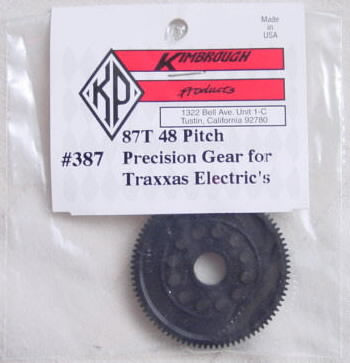 Made
in
USA
KP
KIMBROUGH
Products
1322 Bell Ave. Unit 1-C
Tustin, California 92780
87T 48 Pitch
#387 Precision Gear for
Traxxas Electric's